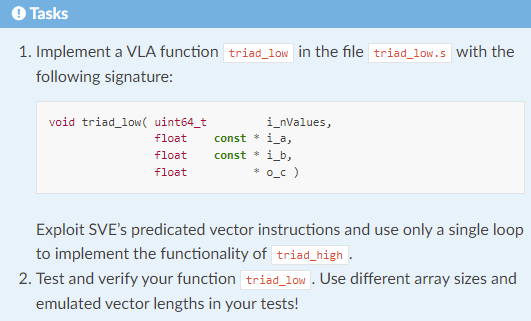 Tasks
1. Implement a VLA function triad_low in the file triad_low.s with the
following signature:
void triad_low( uint64_t i_nValues,
float const * i_a,
float const * i_b,
float * o_c )
Exploit SVE's predicated vector instructions and use only a single loop
to implement the functionality of triad_high.
2. Test and verify your function triad_low. Use different array sizes and
emulated vector lengths in your tests!